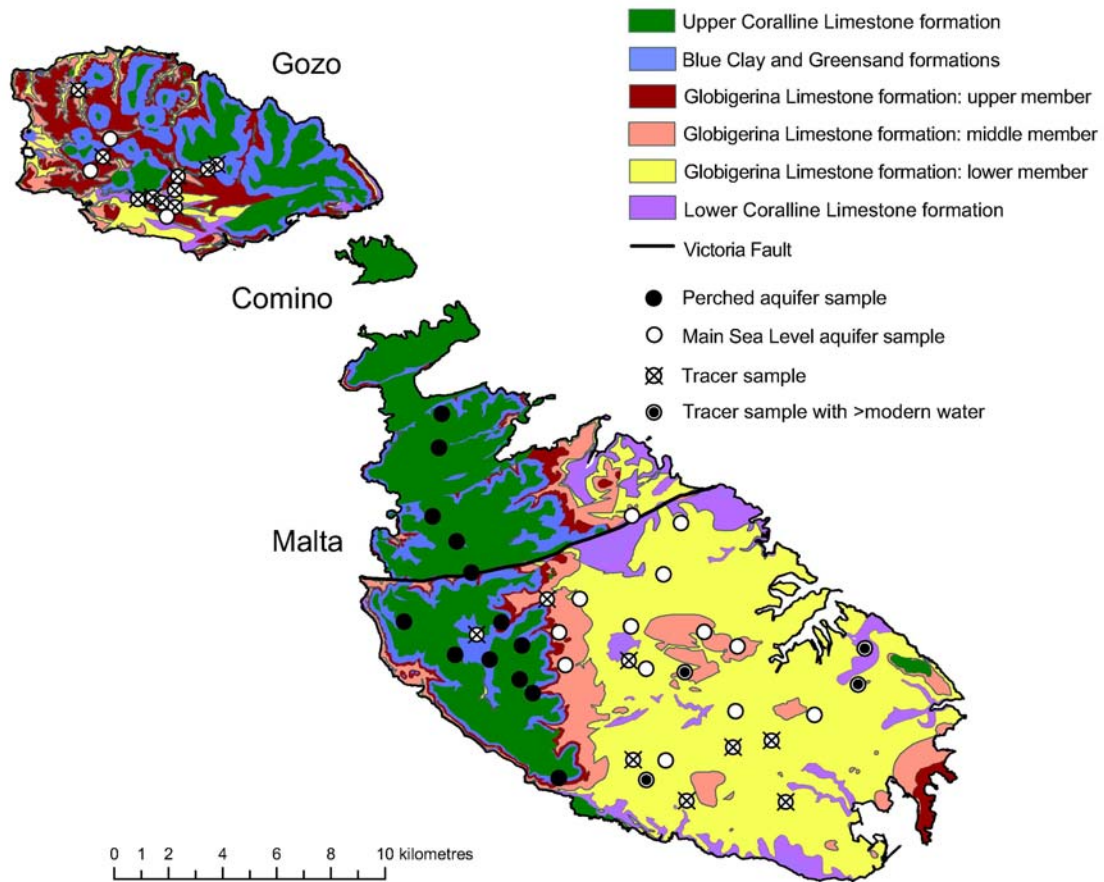 Gozo
Comino
Malta
Upper Coralline Limestone formation
Blue Clay and Greensand formations
Globigerina Limestone formation: upper member
Globigerina Limestone formation: middle member
Globigerina Limestone formation: lower member
Lower Coralline Limestone formation
Victoria Fault
Perched aquifer sample
Main Sea Level aquifer sample
Tracer sample
Tracer sample with >modern water
0 1 2 4 6 8 10 kilometres